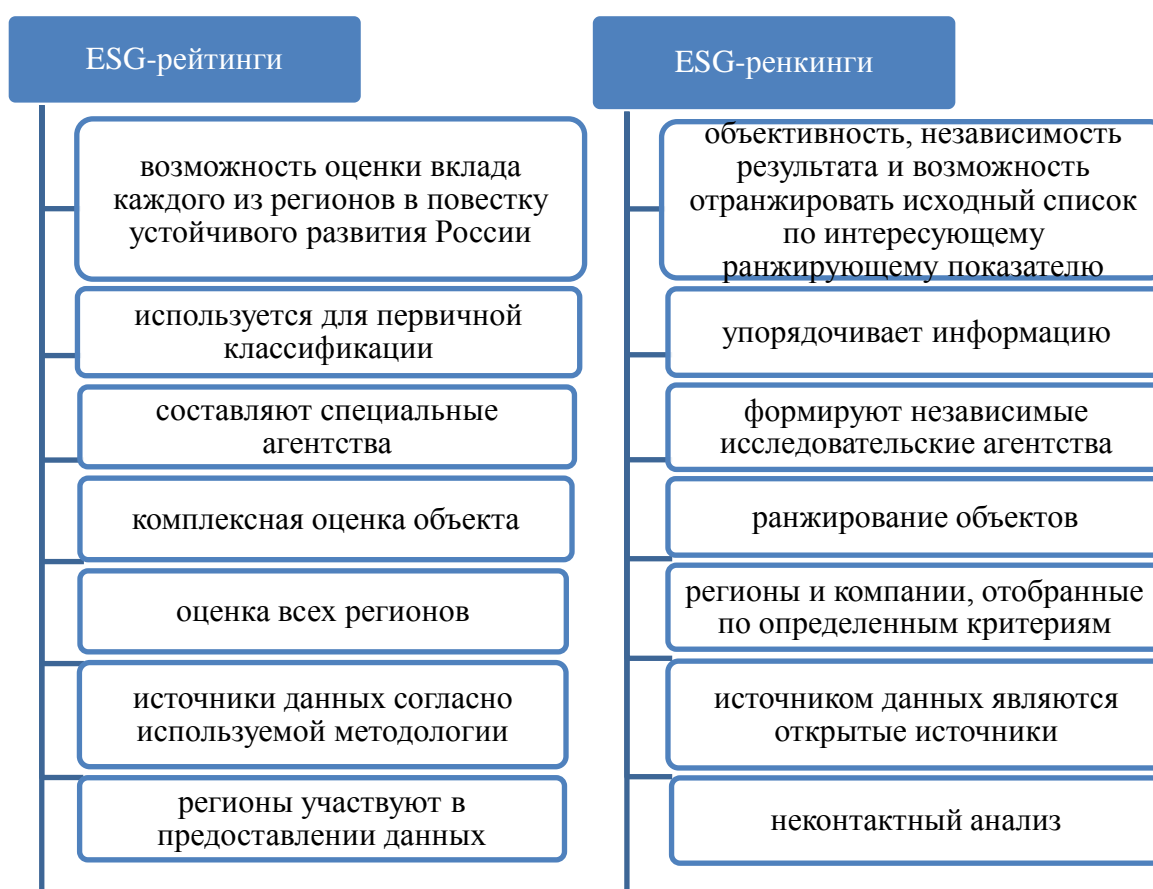 ESG-рейтинги
возможность оценки вклада
каждого из регионов в повестку
устойчивого развития России
используется для первичной
классификации
составляют специальные
агентства
комплексная оценка объекта
оценка всех регионов
источники данных согласно
используемой методологии
регионы участвуют в
предоставлении данных
ESG-ренкинги
объективность, независимость
результата и возможность
отранжировать исходный список
по интересующему
ранжирующему показателю
упорядочивает информацию
формируют независимые
исследовательские агентства
ранжирование объектов
регионы и компании, отобранные
по определенным критериям
источником данных являются
открытые источники
неконтактный анализ